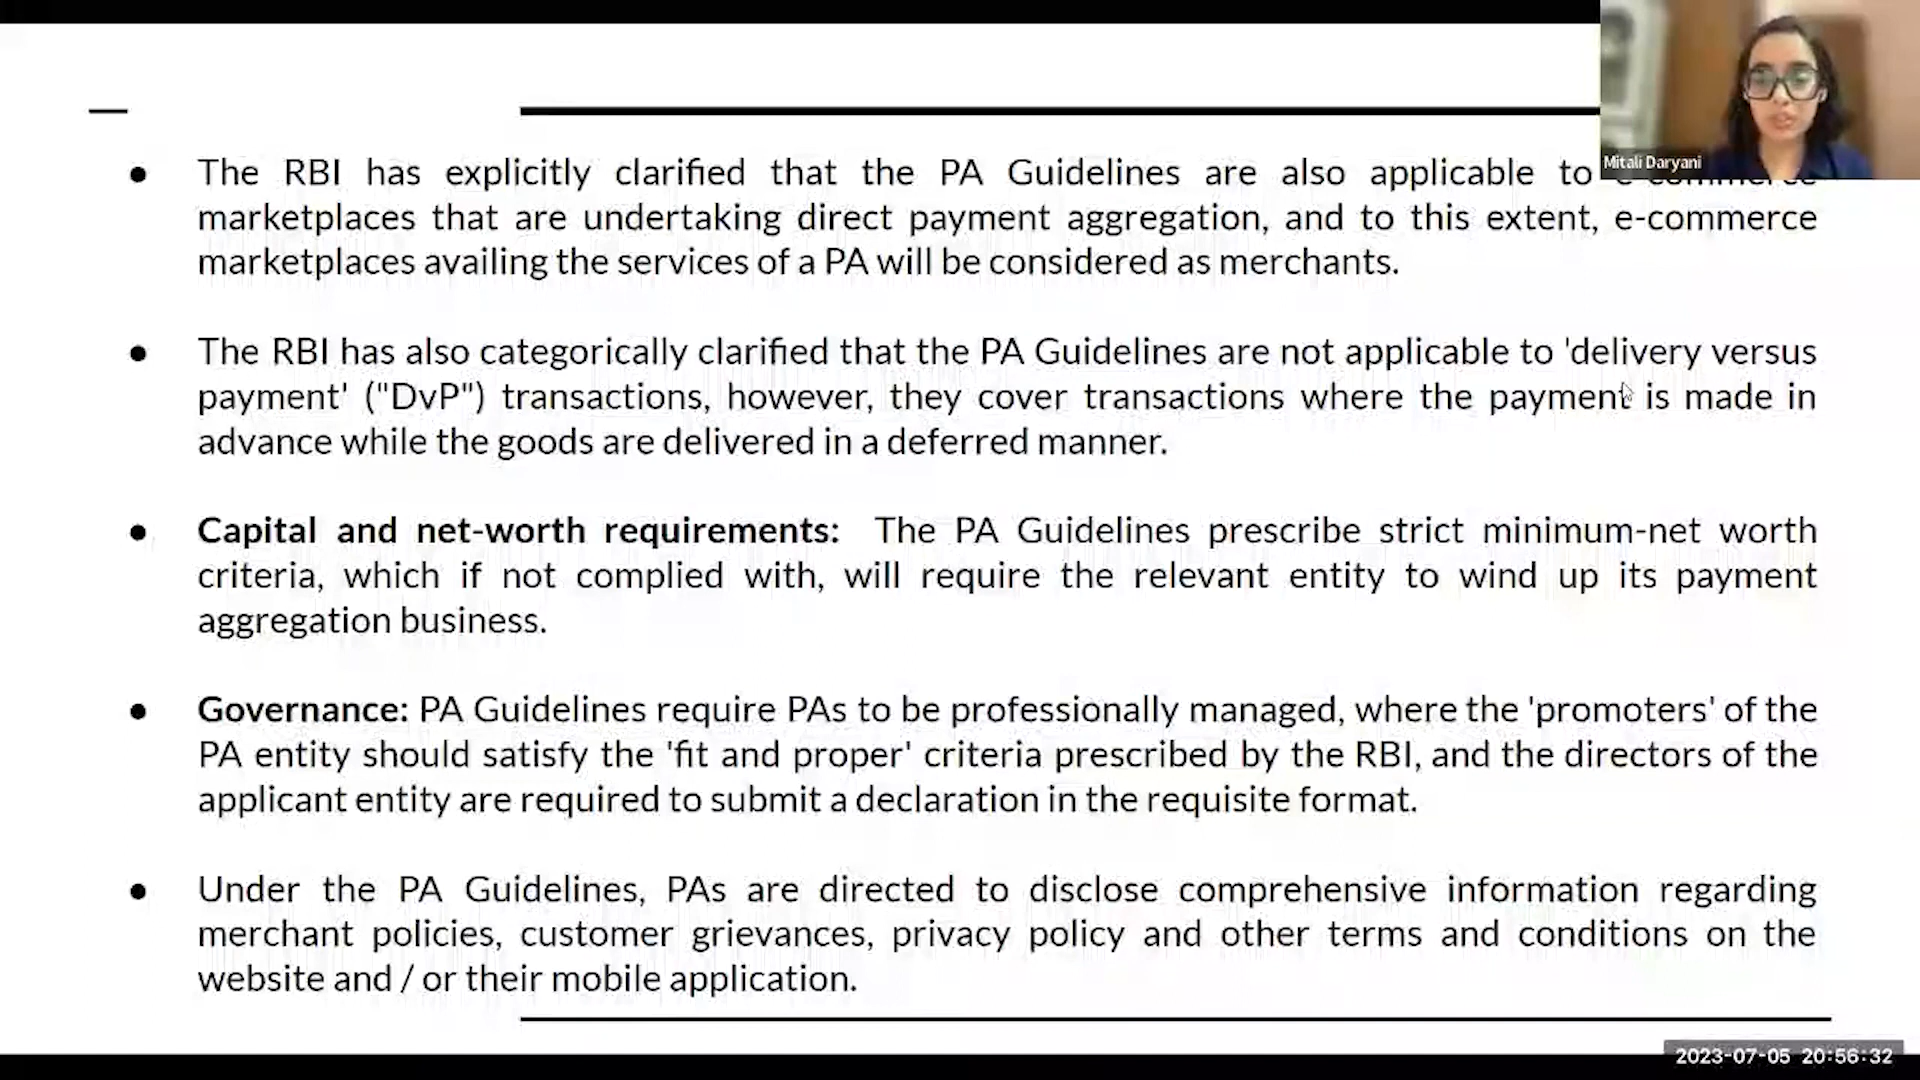 Mitali Daryani
● The RBI has explicitly clarified that the PA Guidelines are also applicable to e-commerce
marketplaces that are undertaking direct payment aggregation, and to this extent, e-commerce
marketplaces availing the services of a PA will be considered as merchants.
● The RBI has also categorically clarified that the PA Guidelines are not applicable to 'delivery versus
payment' ("DvP") transactions, however, they cover transactions where the payment is made in
advance while the goods are delivered in a deferred manner.
● Capital and net-worth requirements: The PA Guidelines prescribe strict minimum-net worth
criteria, which if not complied with, will require the relevant entity to wind up its payment
aggregation business.
● Governance: PA Guidelines require PAs to be professionally managed, where the 'promoters' of the
PA entity should satisfy the 'fit and proper' criteria prescribed by the RBI, and the directors of the
applicant entity are required to submit a declaration in the requisite format.
● Under the PA Guidelines, PAs are directed to disclose comprehensive information regarding
merchant policies, customer grievances, privacy policy and other terms and conditions on the
website and / or their mobile application.
2023-07-05 20:56:32